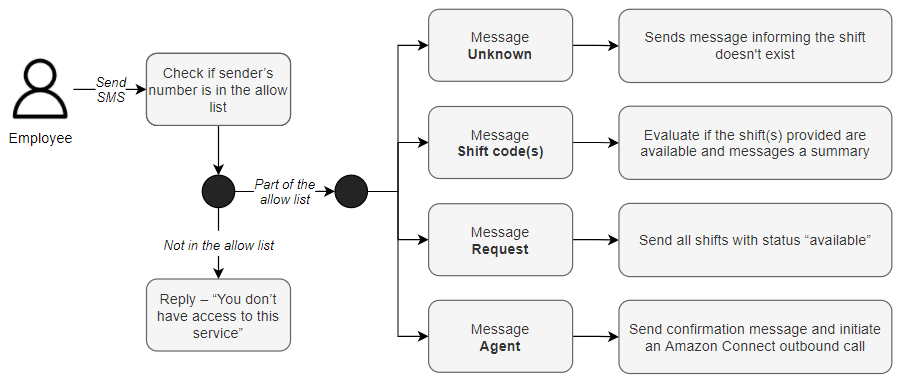 Employee
Send
SMS
Check if sender's
number is in the allow
list
Part of the
allow list
Not in the allow list
Reply – “You don’t
have access to this
service”
Message
Unknown
Sends message informing the shift
doesn't exist
Message
Shift code(s)
Evaluate if the shift(s) provided are
available and messages a summary
Message
Request
Send all shifts with status “available”
Message
Agent
Send confirmation message and initiate
an Amazon Connect outbound call